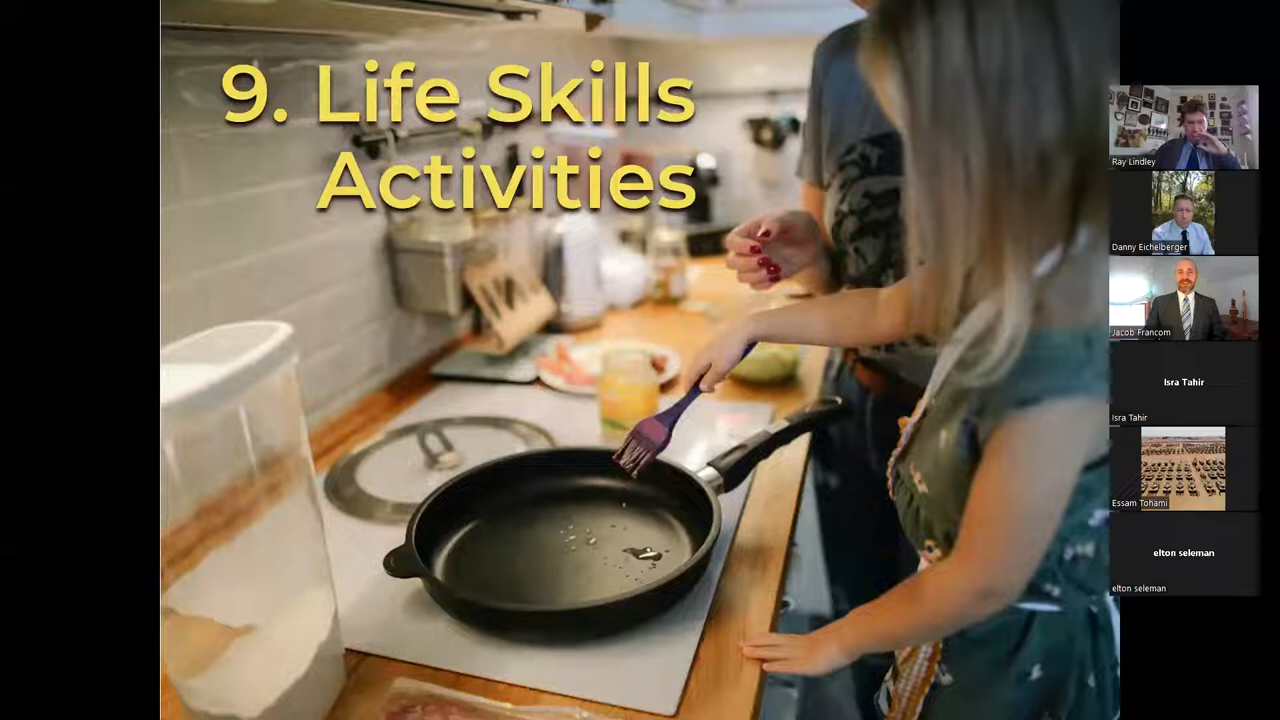 9. Life Skills
Activities
Ray Lindley
Danny Eichelberger
Jacob Francom
Isra Tahir
Isra Tahir
Essam Tohami
elton seleman
elton seleman